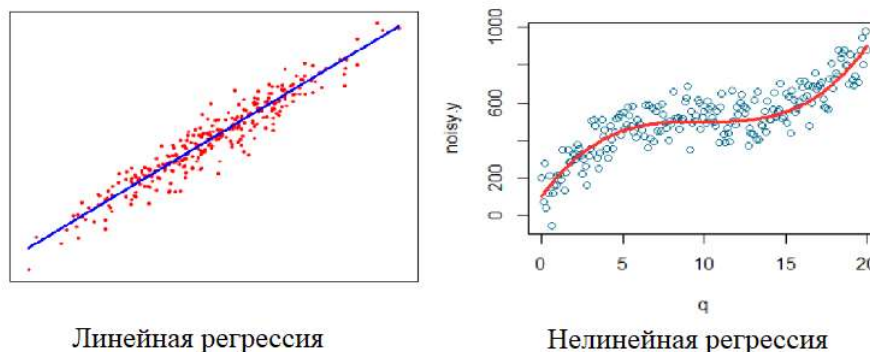 1000
600
200
0
noisy.y
0 5 10 15 20
q
Линейная регрессия
Нелинейная регрессия